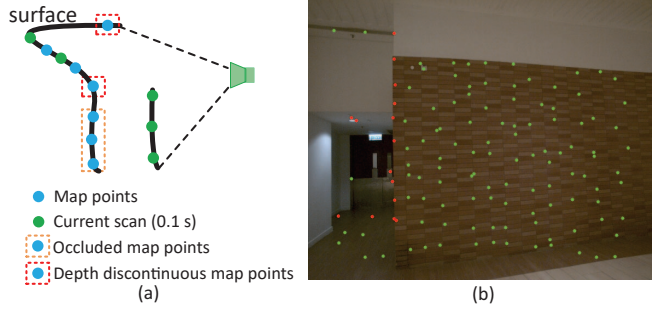 surface
Map points
Current scan (0.1 s)
Occluded map points
Depth discontinuous map points
(a)
(b)